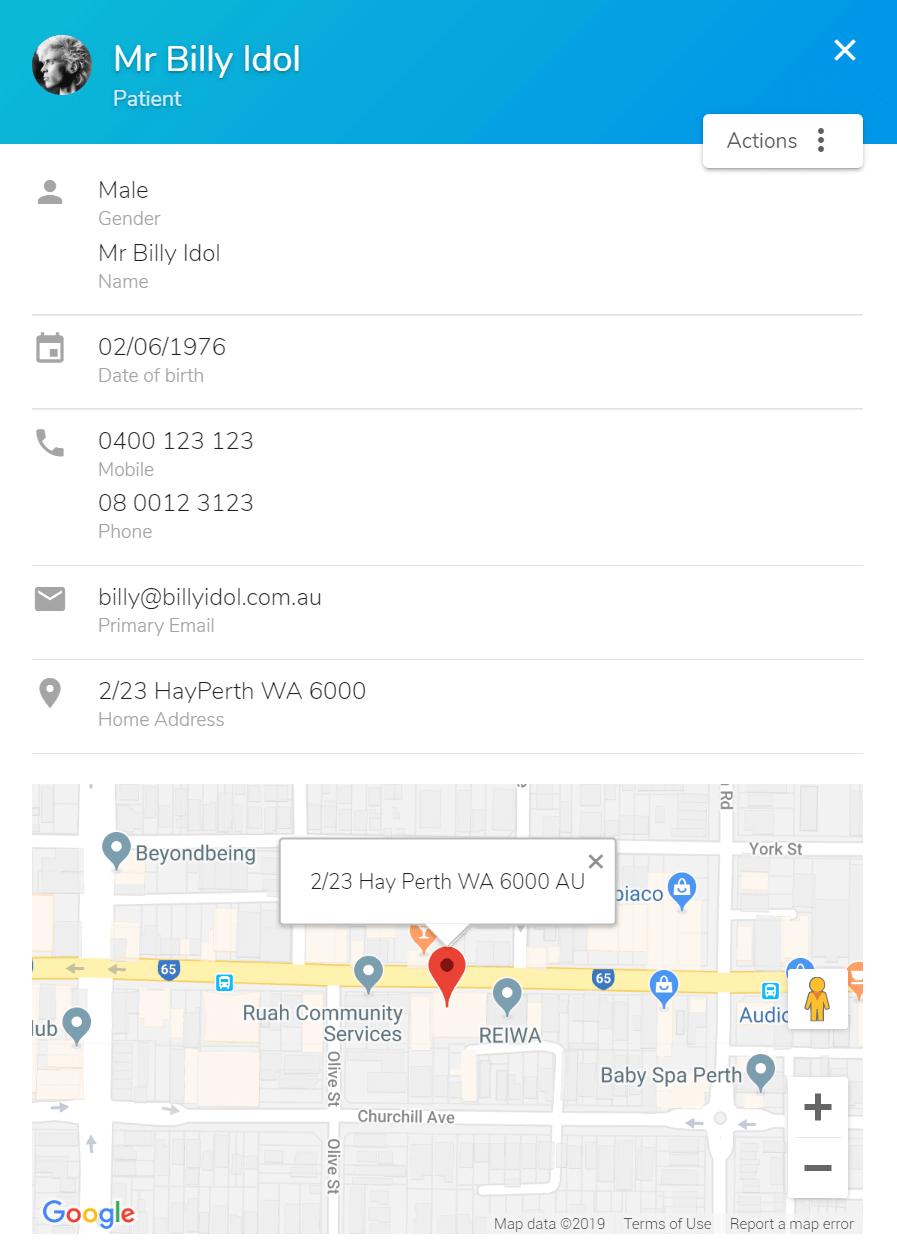 Mr Billy Idol
Patient
Actions
Male
Gender
Mr Billy Idol
Name
02/06/1976
Date of birth
0400 123 123
Mobile
08 0012 3123
Phone
billy@billyidol.com.au
Primary Email
2/23 HayPerth WA 6000
Home Address
Rd
York St
Beyondbeing
2/23 Hay Perth WA 6000 AU
piaco
65
65
Ruah Community
Services
REIWA
Audio
lub
Olive St
Baby Spa Perth
Churchill Ave
Olive St
Google
Map data ©2019
Terms of Use
Report a map error